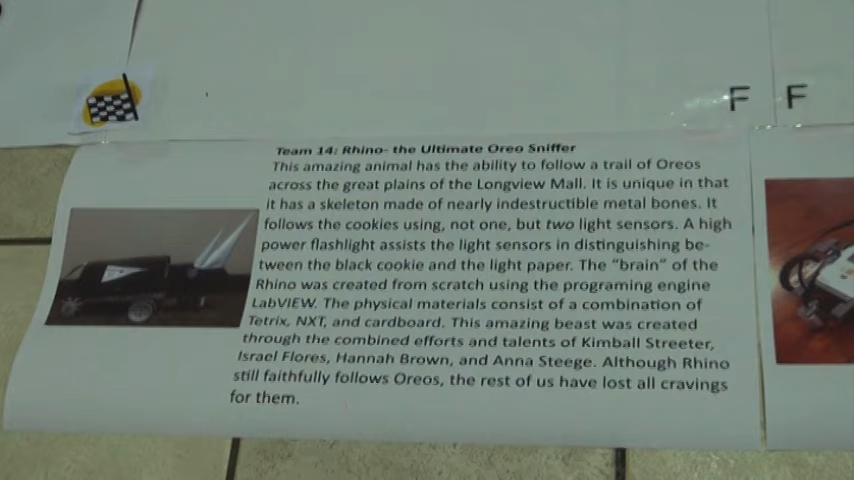 F F
Team 14: Rhino- the Ultimate Oreo Sniffer
This amazing animal has the ability to follow a trail of Oreos
across the great plains of the Longview Mall. It is unique in that
it has a skeleton made of nearly indestructible metal bones. It
follows the cookies using, not one, but two light sensors. A high
power flashlight assists the light sensors in distinguishing be-
tween the black cookie and the light paper. The “brain” of the
Rhino was created from scratch using the programing engine
LabVIEW. The physical materials consist of a combination of
Tetrix, NXT, and cardboard. This amazing beast was created
through the combined efforts and talents of Kimball Streeter,
Israel Flores, Hannah Brown, and Anna Steege. Although Rhino
still faithfully follows Oreos, the rest of us have lost all cravings
for them.